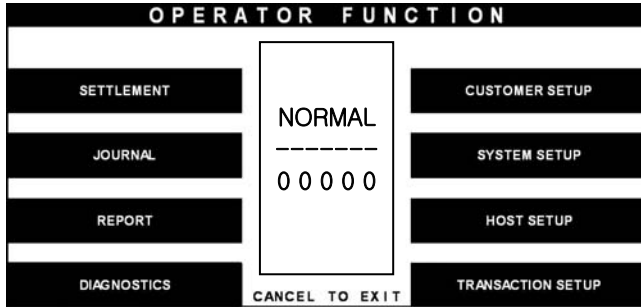 OPERATOR FUNCTION
SETTLEMENT
JOURNAL
REPORT
DIAGNOSTICS
NORMAL
-------
00000
CANCEL TO EXIT
CUSTOMER SETUP
SYSTEM SETUP
HOST SETUP
TRANSACTION SETUP